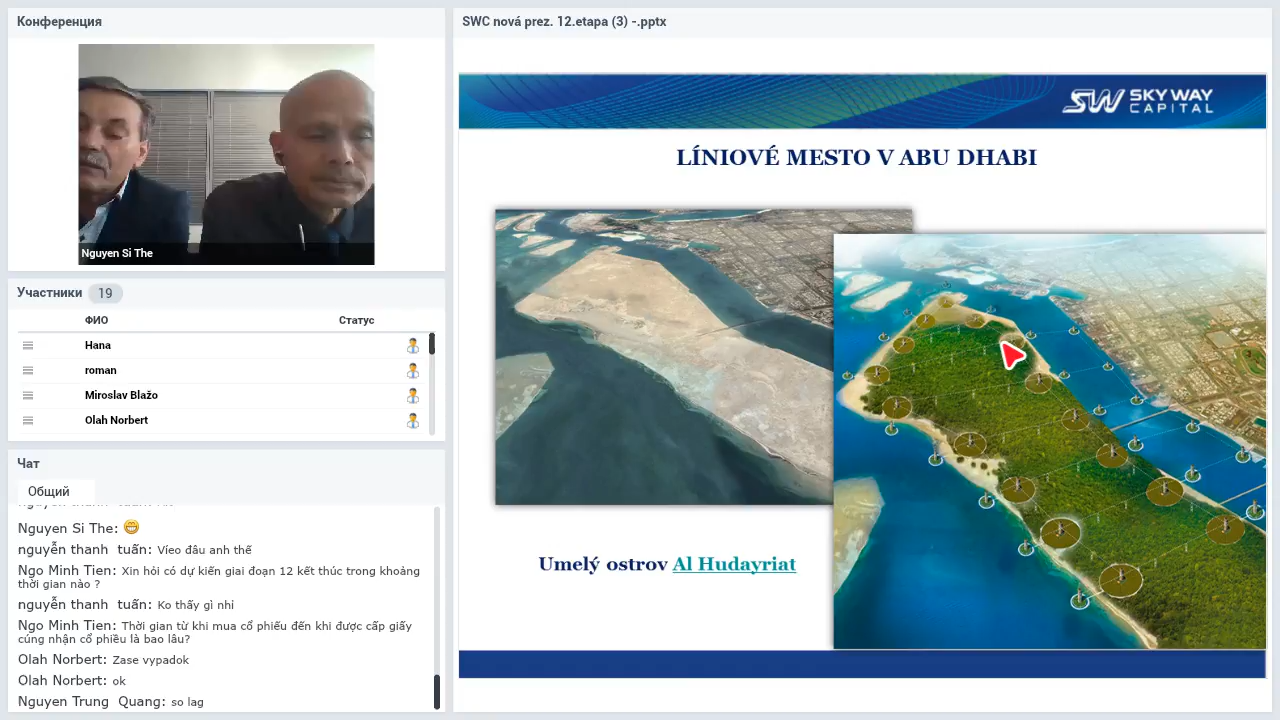 Конференция
Nguyen Si The
Участники 19
ФИО Статус
Hana
roman
Miroslav Blažo
Olah Norbert
Чат
Общий
Nguyen Si The: 😁
nguyễn thanh tuấn: Víeo đâu anh thế
Ngo Minh Tien: Xin hỏi có dự kiến giai đoạn 12 kết thúc trong khoảng
thời gian nào ?
nguyễn thanh tuấn: Ko thấy gì nhỉ
Ngo Minh Tien: Thời gian từ khi mua cổ phiếu đến khi được cấp giấy
cúng nhận cổ phiều là bao lâu?
Olah Norbert: Zase vypadok
Olah Norbert: ok
Nguyen Trung Quang: so lag
SWC nová prez. 12.etapa (3) -.pptx
SW SKY WAY
CAPITAL
LÍNIOVÉ MESTO V ABU DHABI
Umelý ostrov Al Hudayriat